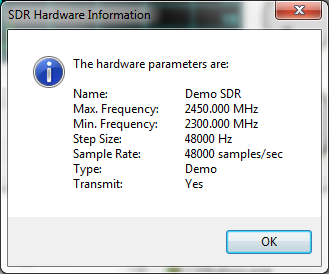 SDR Hardware Information
The hardware parameters are:
Name: Demo SDR
Max. Frequency: 2450.000 MHz
Min. Frequency: 2300.000 MHz
Step Size: 48000 Hz
Sample Rate: 48000 samples/sec
Type: Demo
Transmit: Yes
OK